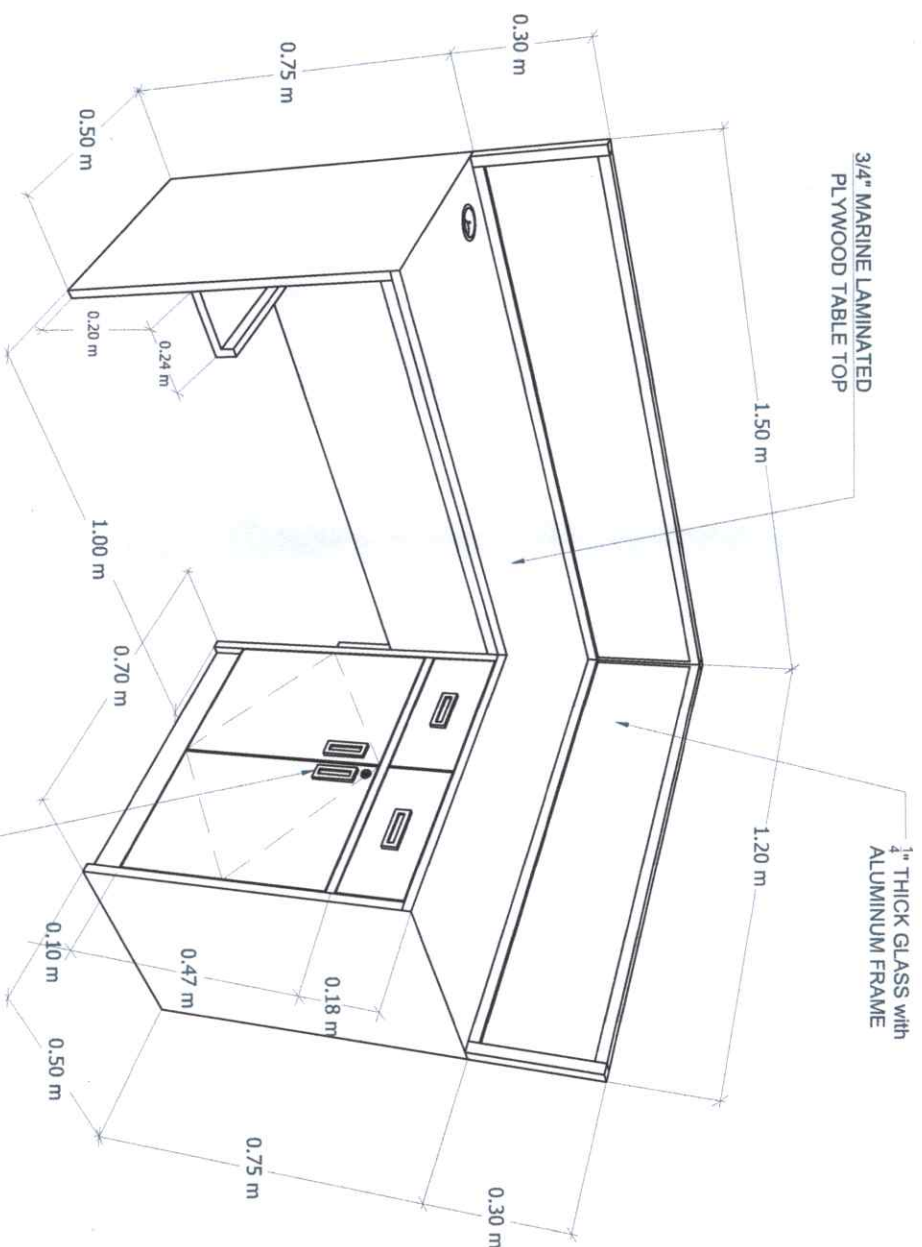 3/4" MARINE LAMINATED
PLYWOOD TABLE TOP
1/4" THICK GLASS with
ALUMINUM FRAME
0.30 m
0.75 m
0.50 m
1.50 m
1.20 m
0.20 m
0.24 m
1.00 m
0.70 m
0.10 m
0.47 m
0.18 m
0.50 m
0.75 m
0.30 m